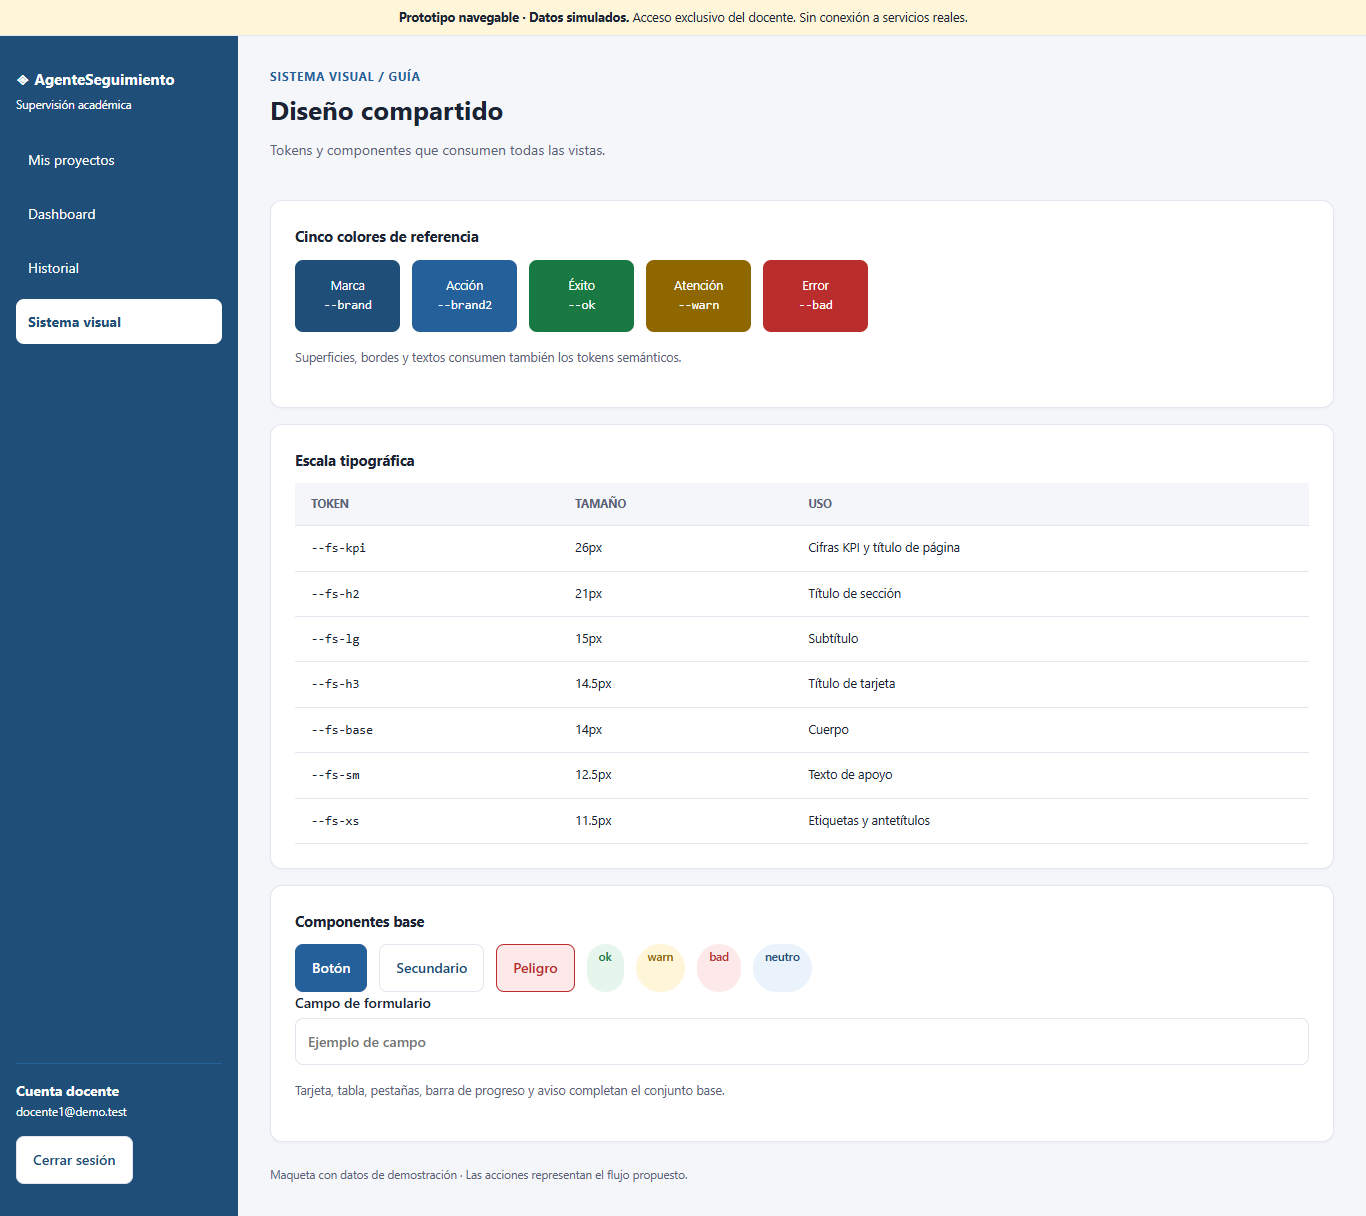 Prototipo navegable · Datos simulados. Acceso exclusivo del docente. Sin conexión a servicios reales.
◈ AgenteSeguimiento
Supervisión académica
Mis proyectos
Dashboard
Historial
Sistema visual
Cuenta docente
docente1@demo.test
Cerrar sesión
SISTEMA VISUAL / GUÍA
Diseño compartido
Tokens y componentes que consumen todas las vistas.
Cinco colores de referencia
Marca
--brand
Acción
--brand2
Éxito
--ok
Atención
--warn
Error
--bad
Superficies, bordes y textos consumen también los tokens semánticos.
Escala tipográfica
TOKEN TAMAÑO USO
--fs-kpi 26px Cifras KPI y título de página
--fs-h2 21px Título de sección
--fs-lg 15px Subtítulo
--fs-h3 14.5px Título de tarjeta
--fs-base 14px Cuerpo
--fs-sm 12.5px Texto de apoyo
--fs-xs 11.5px Etiquetas y antetítulos
Componentes base
Botón Secundario Peligro ok warn bad neutro
Campo de formulario
Ejemplo de campo
Tarjeta, tabla, pestañas, barra de progreso y aviso completan el conjunto base.
Maqueta con datos de demostración · Las acciones representan el flujo propuesto.